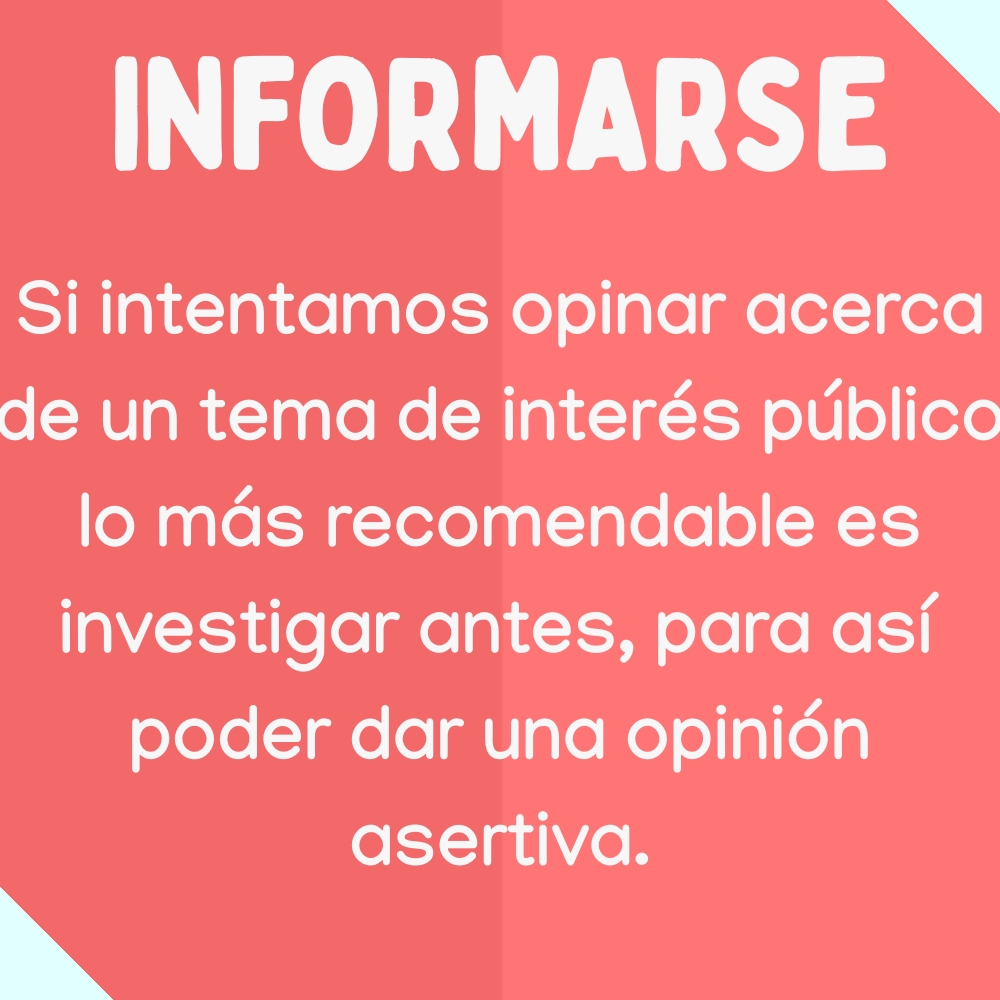 INFORMARSE
Si intentamos opinar acerca
de un tema de interés público
lo más recomendable es
investigar antes, para así
poder dar una opinión
asertiva.